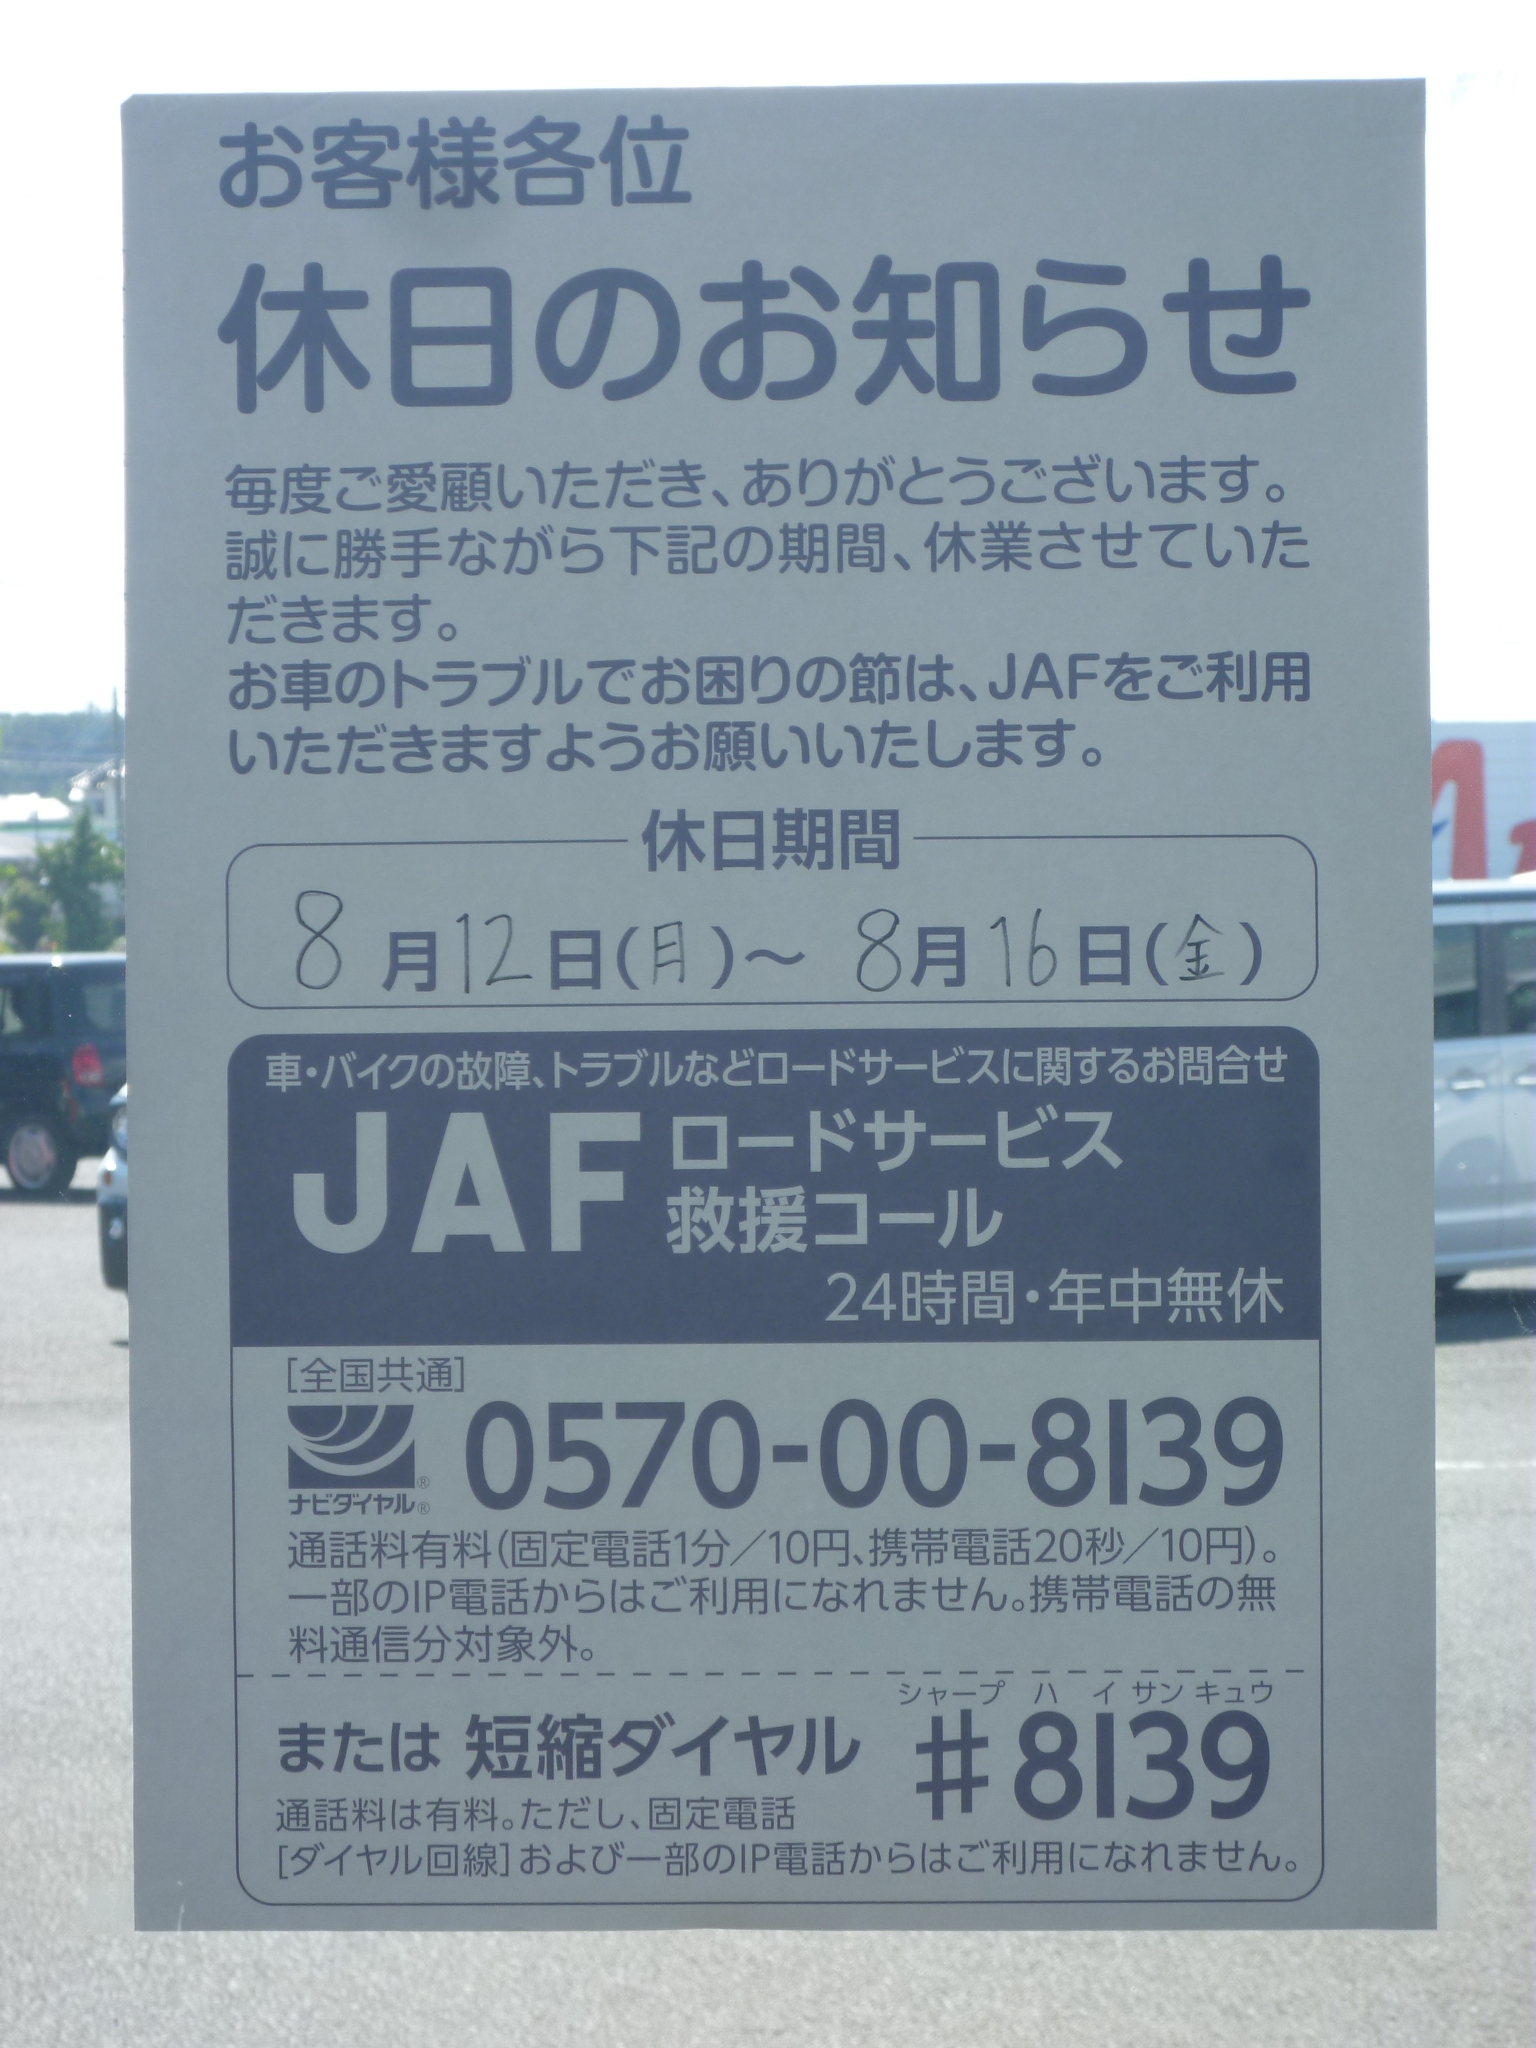 お客様各位
休日のお知らせ
毎度ご愛顧いただき、ありがとうございます。
誠に勝手ながら下記の期間、休業させていた
だきます。
お車のトラブルでお困りの節は、JAFをご利用
いただきますようお願いいたします。
休日期間
8月12日(月)～8月16日(金)
車・バイクの故障、トラブルなどロードサービスに関するお問合せ
JAF ロードサービス
救援コール
24時間・年中無休
[全国共通]
0570-00-8139
ナビダイヤル®
通話料有料(固定電話1分／10円、携帯電話20秒／10円)。
一部のIP電話からはご利用になれません。携帯電話の無
料通信分対象外。
シャープ ハ イ サン キュウ
または 短縮ダイヤル #8139
通話料は有料。ただし、固定電話
[ダイヤル回線]および一部のIP電話からはご利用になれません。